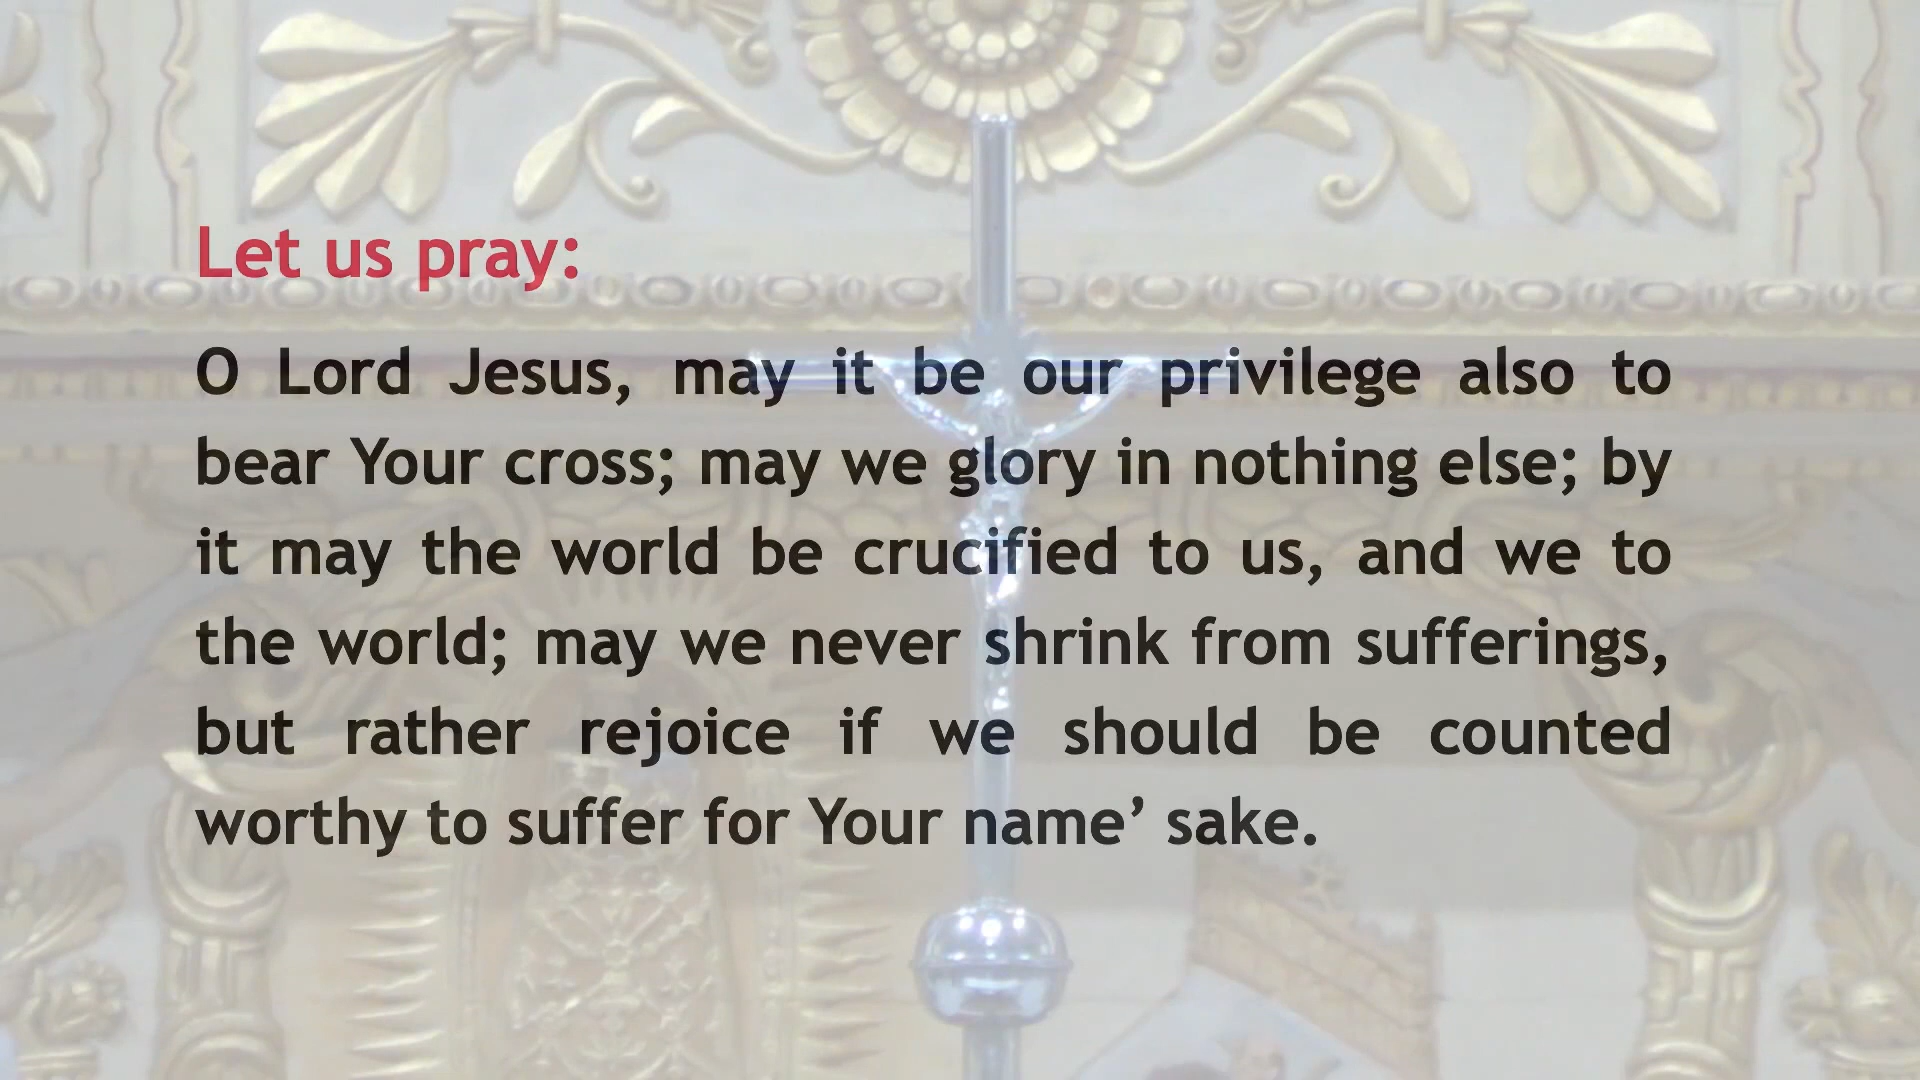 Let us pray:
O Lord Jesus, may it be our privilege also to
bear Your cross; may we glory in nothing else; by
it may the world be crucified to us, and we to
the world; may we never shrink from sufferings,
but rather rejoice if we should be counted
worthy to suffer for Your name’ sake.